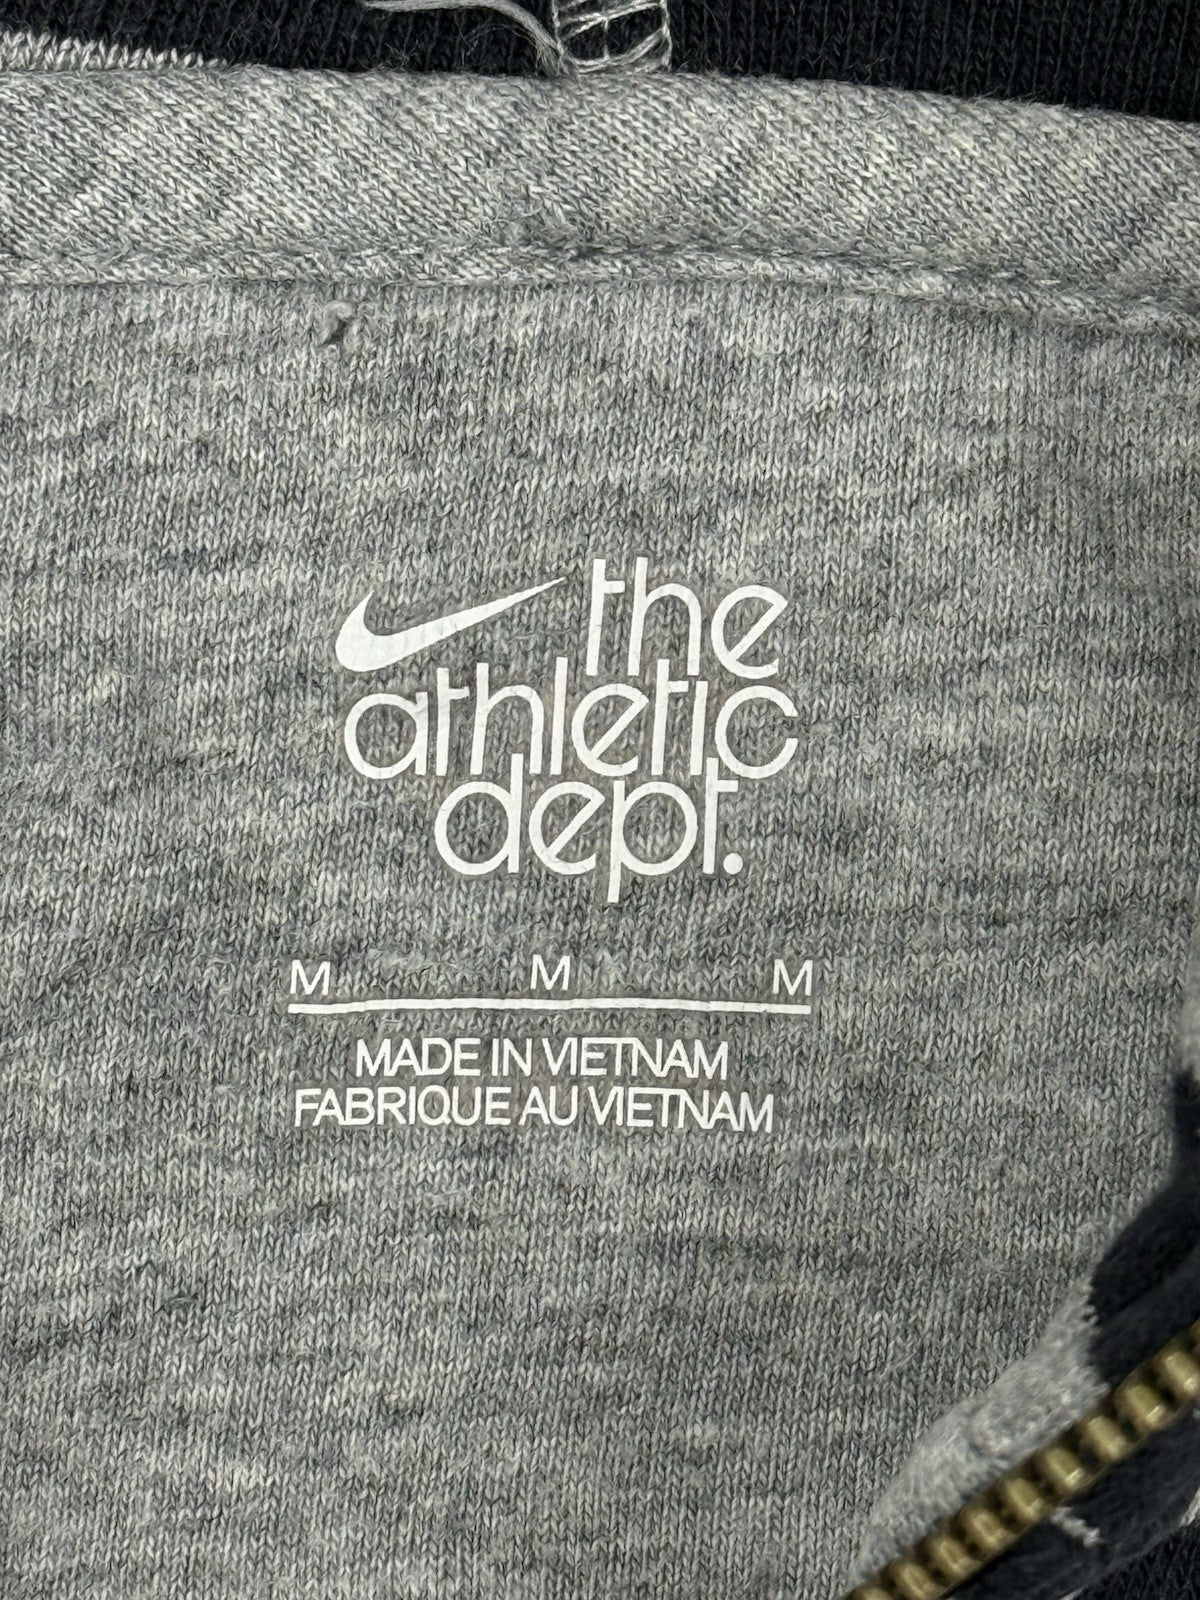 the
athletic
dept.
M M M
MADE IN VIETNAM
FABRIQUE AU VIETNAM